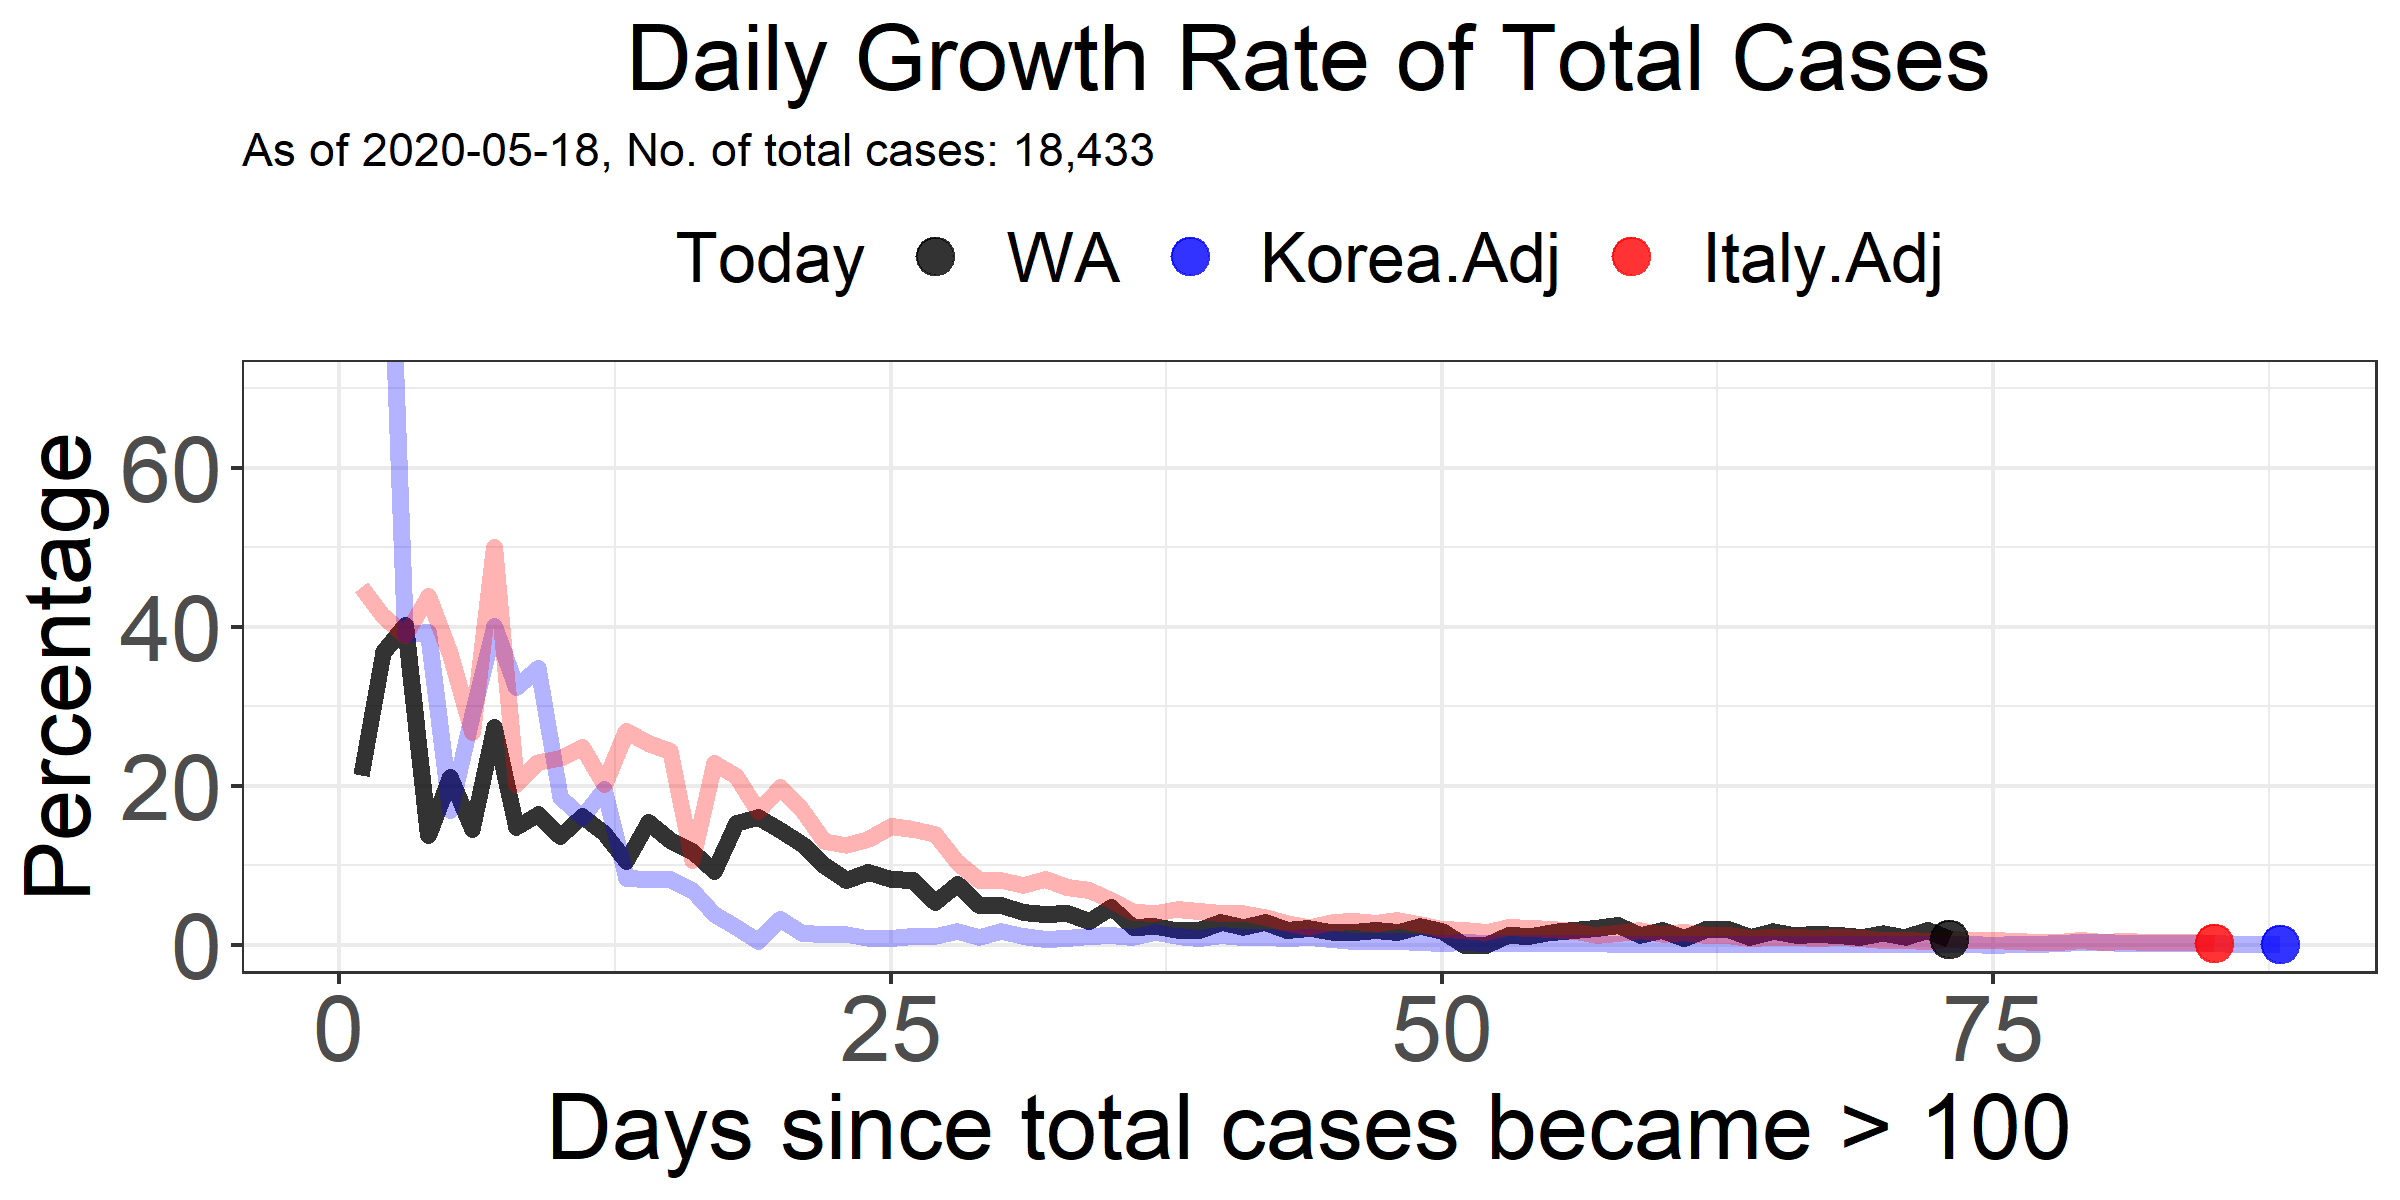 Daily Growth Rate of Total Cases
As of 2020-05-18, No. of total cases: 18,433
Today WA Korea.Adj Italy.Adj
Percentage
60
40
20
0
0 25 50 75
Days since total cases became > 100